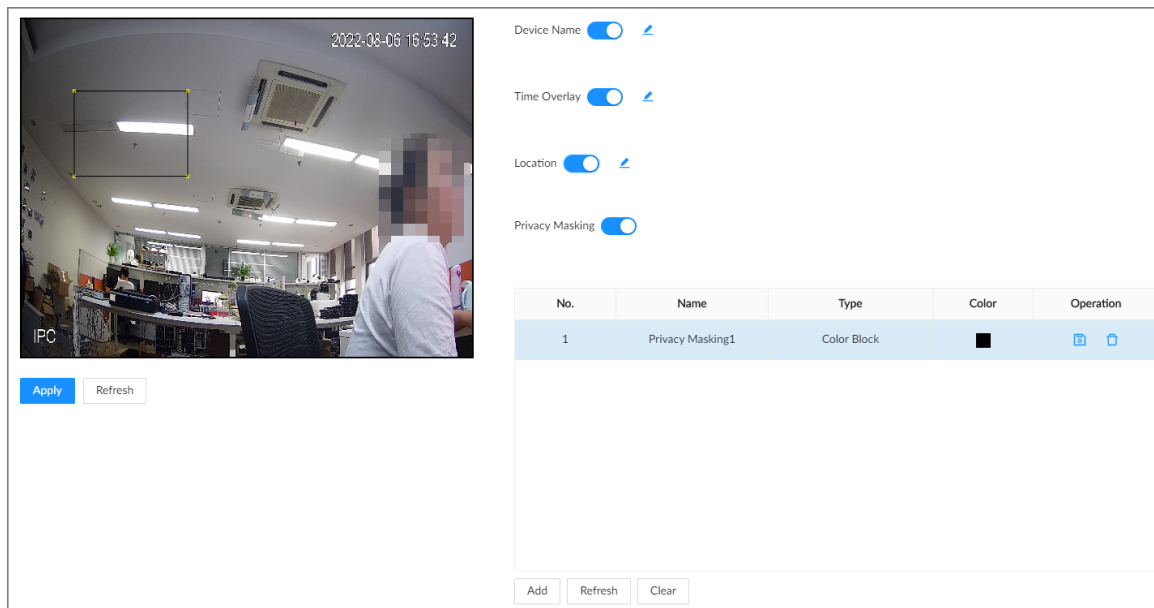 2022-08-06 16:53:42
IPC
Apply
Refresh
Device Name
Time Overlay
Location
Privacy Masking
No. Name Type Color Operation
1 Privacy Masking1 Color Block
Add
Refresh
Clear